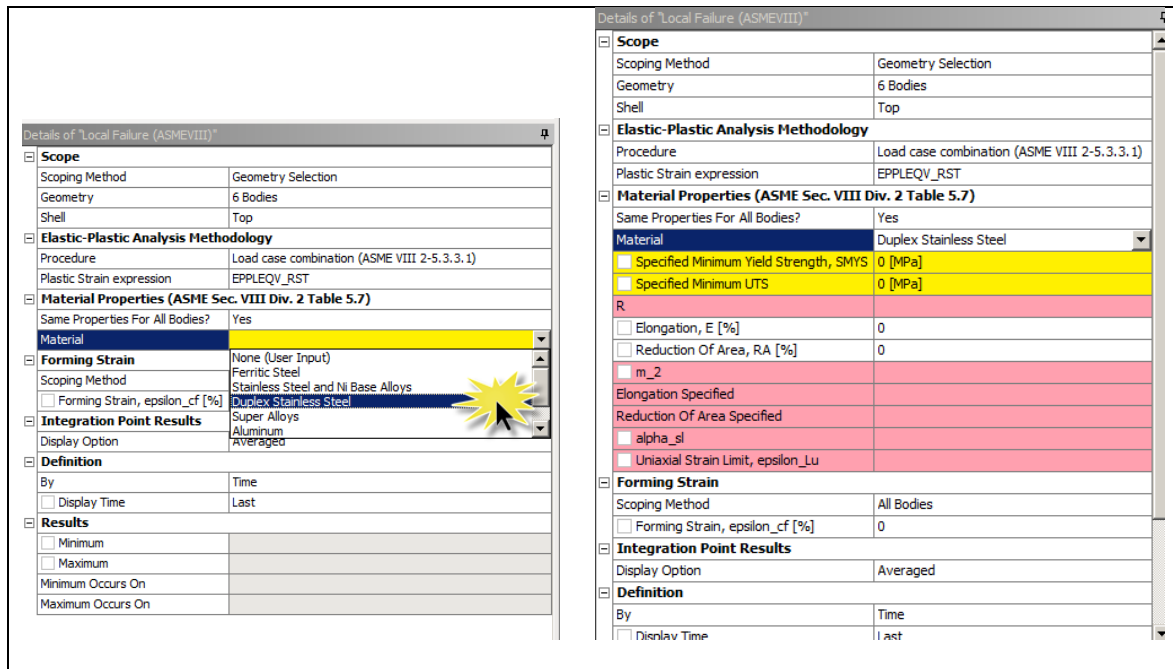 Details of "Local Failure (ASMEVIII)"
Scope
Scoping Method Geometry Selection
Geometry 6 Bodies
Shell Top
Elastic-Plastic Analysis Methodology
Procedure Load case combination (ASME VIII 2-5.3.3.1)
Plastic Strain expression EPPLEQV_RST
Material Properties (ASME Sec. VIII Div. 2 Table 5.7)
Same Properties For All Bodies? Yes
Material
None (User Input)
Ferritic Steel
Stainless Steel and Ni Base Alloys
Duplex Stainless Steel
Super Alloys
Aluminum
Forming Strain
Scoping Method
Forming Strain, epsilon_cf [%]
Integration Point Results
Display Option Averaged
Definition
By Time
Display Time Last
Results
Minimum
Maximum
Minimum Occurs On
Maximum Occurs On
Details of "Local Failure (ASMEVIII)"
Scope
Scoping Method Geometry Selection
Geometry 6 Bodies
Shell Top
Elastic-Plastic Analysis Methodology
Procedure Load case combination (ASME VIII 2-5.3.3.1)
Plastic Strain expression EPPLEQV_RST
Material Properties (ASME Sec. VIII Div. 2 Table 5.7)
Same Properties For All Bodies? Yes
Material Duplex Stainless Steel
Specified Minimum Yield Strength, SMYS 0 [MPa]
Specified Minimum UTS 0 [MPa]
R
Elongation, E [%] 0
Reduction Of Area, RA [%] 0
m_2
Elongation Specified
Reduction Of Area Specified
alpha_sl
Uniaxial Strain Limit, epsilon_Lu
Forming Strain
Scoping Method All Bodies
Forming Strain, epsilon_cf [%] 0
Integration Point Results
Display Option Averaged
Definition
By Time
Display Time Last